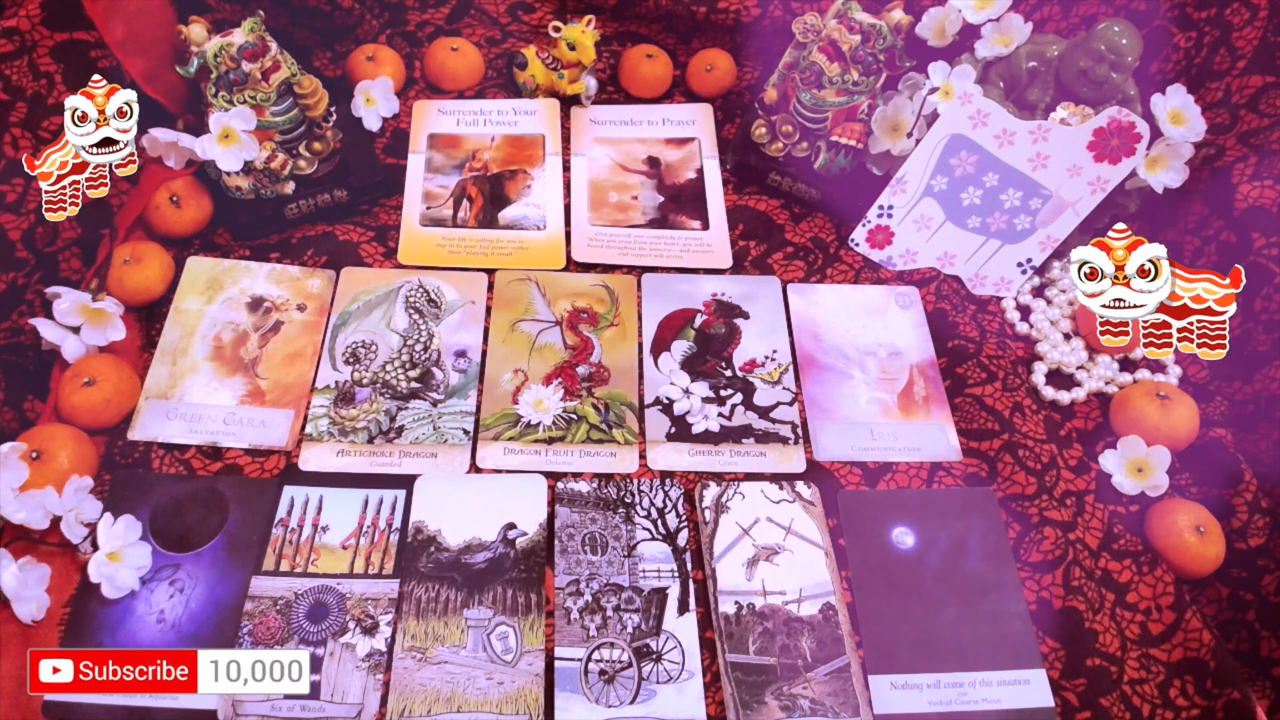 Surrender to Your
Full Power
Your life is calling for you to
step in to your full power rather
than "playing it small."
Surrender to Prayer
Give yourself over completely to prayer.
When you pray from your heart, you will be
heard throughout the universe—and answers
and support will arrive.
旺財
GREEN TARA
SALVATION
ARTICHOKE DRAGON
Guarded
DRAGON FRUIT DRAGON
Defense
CHERRY DRAGON
Grace
IRIS
COMMUNICATION
Subscribe
10,000
in Aquarius
Six of Wands
Nothing will come of this situation
Void-of-Course Moon